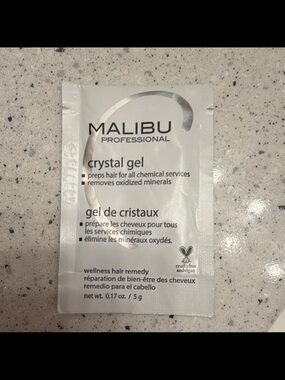 MALIBU
PROFESSIONAL
crystal gel
▪ preps hair for all chemical services
▪ removes oxidized minerals
gel de cristaux
▪ prépare les cheveux pour tous
les services chimiques
▪ élimine les minéraux oxydés.
wellness hair remedy
réparation de bien-être des cheveux
remedio para el cabello
net wt. 0.17 oz. / 5 g